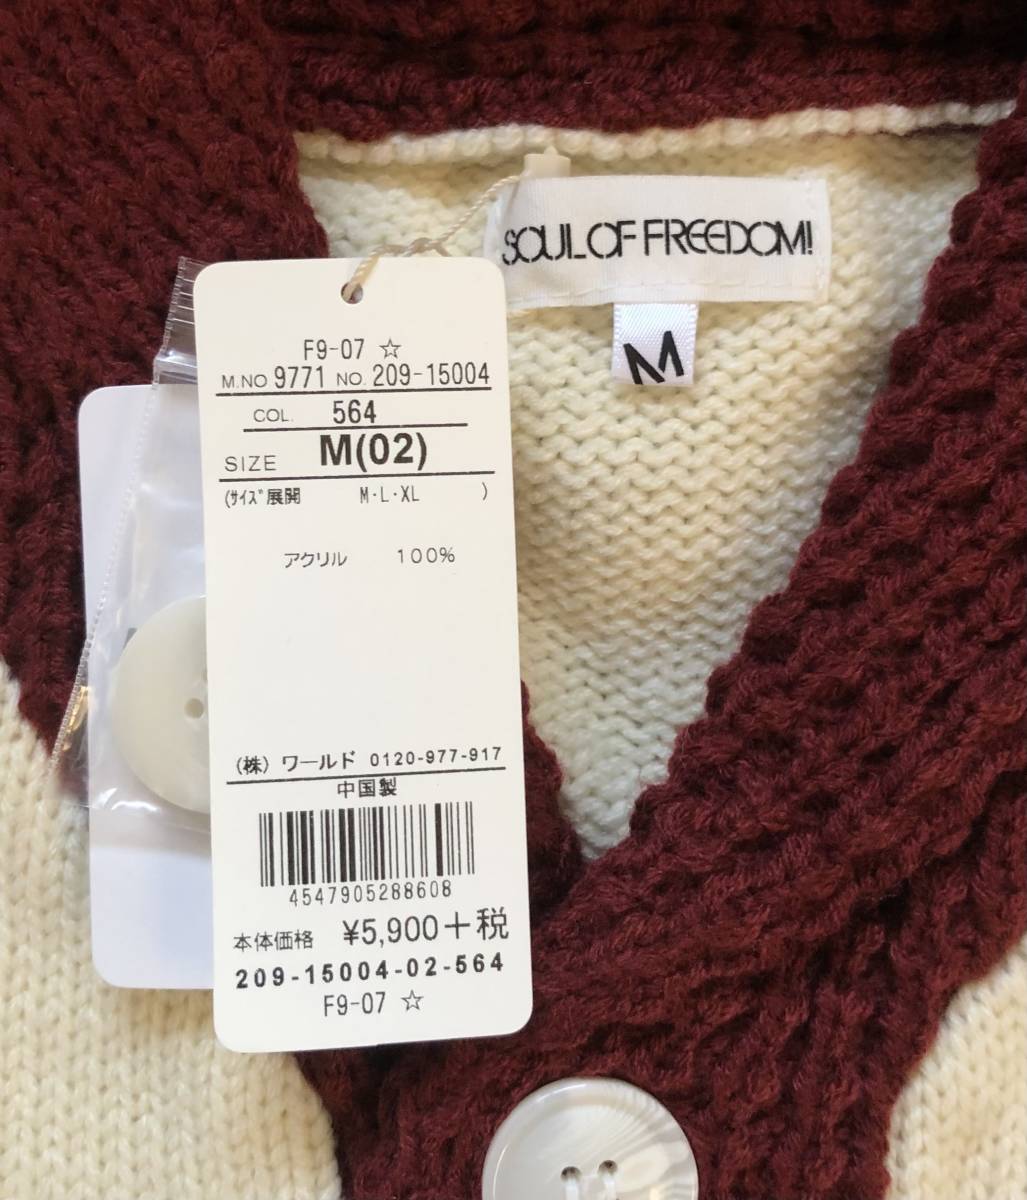 SOUL OF FREEDOM!
M
F9-07 ☆
M.NO 9771 NO. 209-15004
COL. 564
SIZE M(02)
(ｻｲｽﾞ展開 M・L・XL )
アクリル 100%
(株) ワールド 0120-977-917
中国製
4547905288608
本体価格 ¥5,900+税
209-15004-02-564
F9-07 ☆